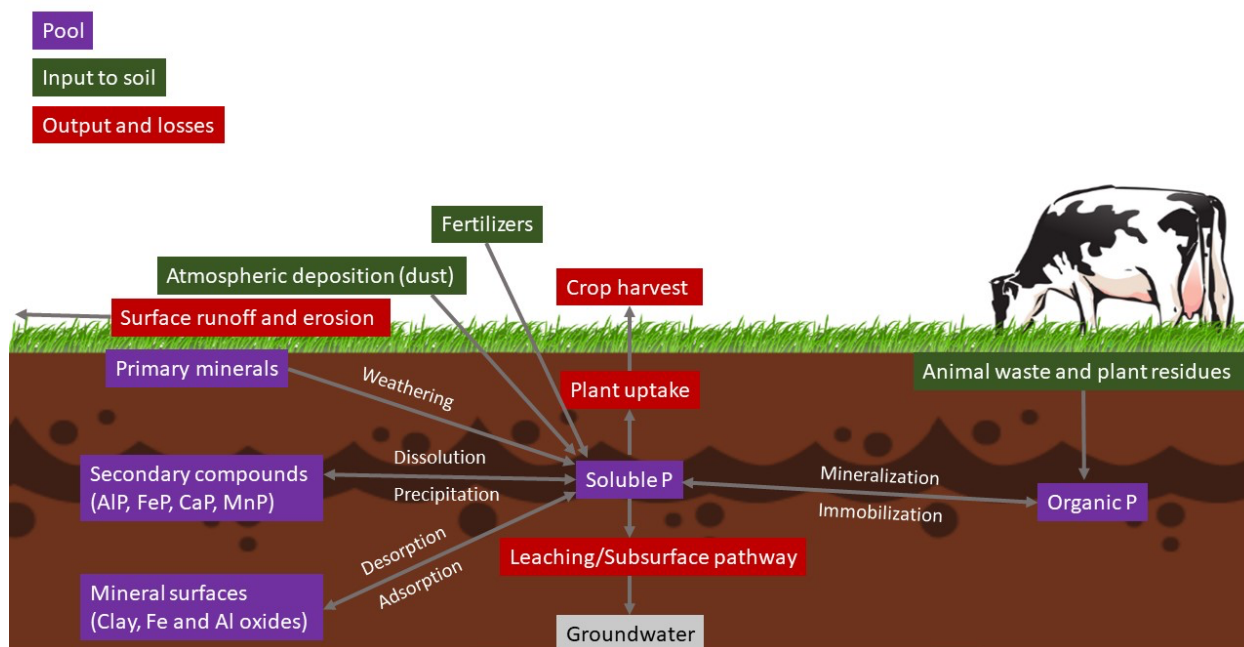 Pool
Input to soil
Output and losses
Fertilizers
Atmospheric deposition (dust)
Crop harvest
Surface runoff and erosion
Primary minerals
Weathering
Plant uptake
Animal waste and plant residues
Secondary compounds
(AlP, FeP, CaP, MnP)
Dissolution
Precipitation
Soluble P
Mineralization
Immobilization
Organic P
Desorption
Adsorption
Leaching/Subsurface pathway
Mineral surfaces
(Clay, Fe and Al oxides)
Groundwater